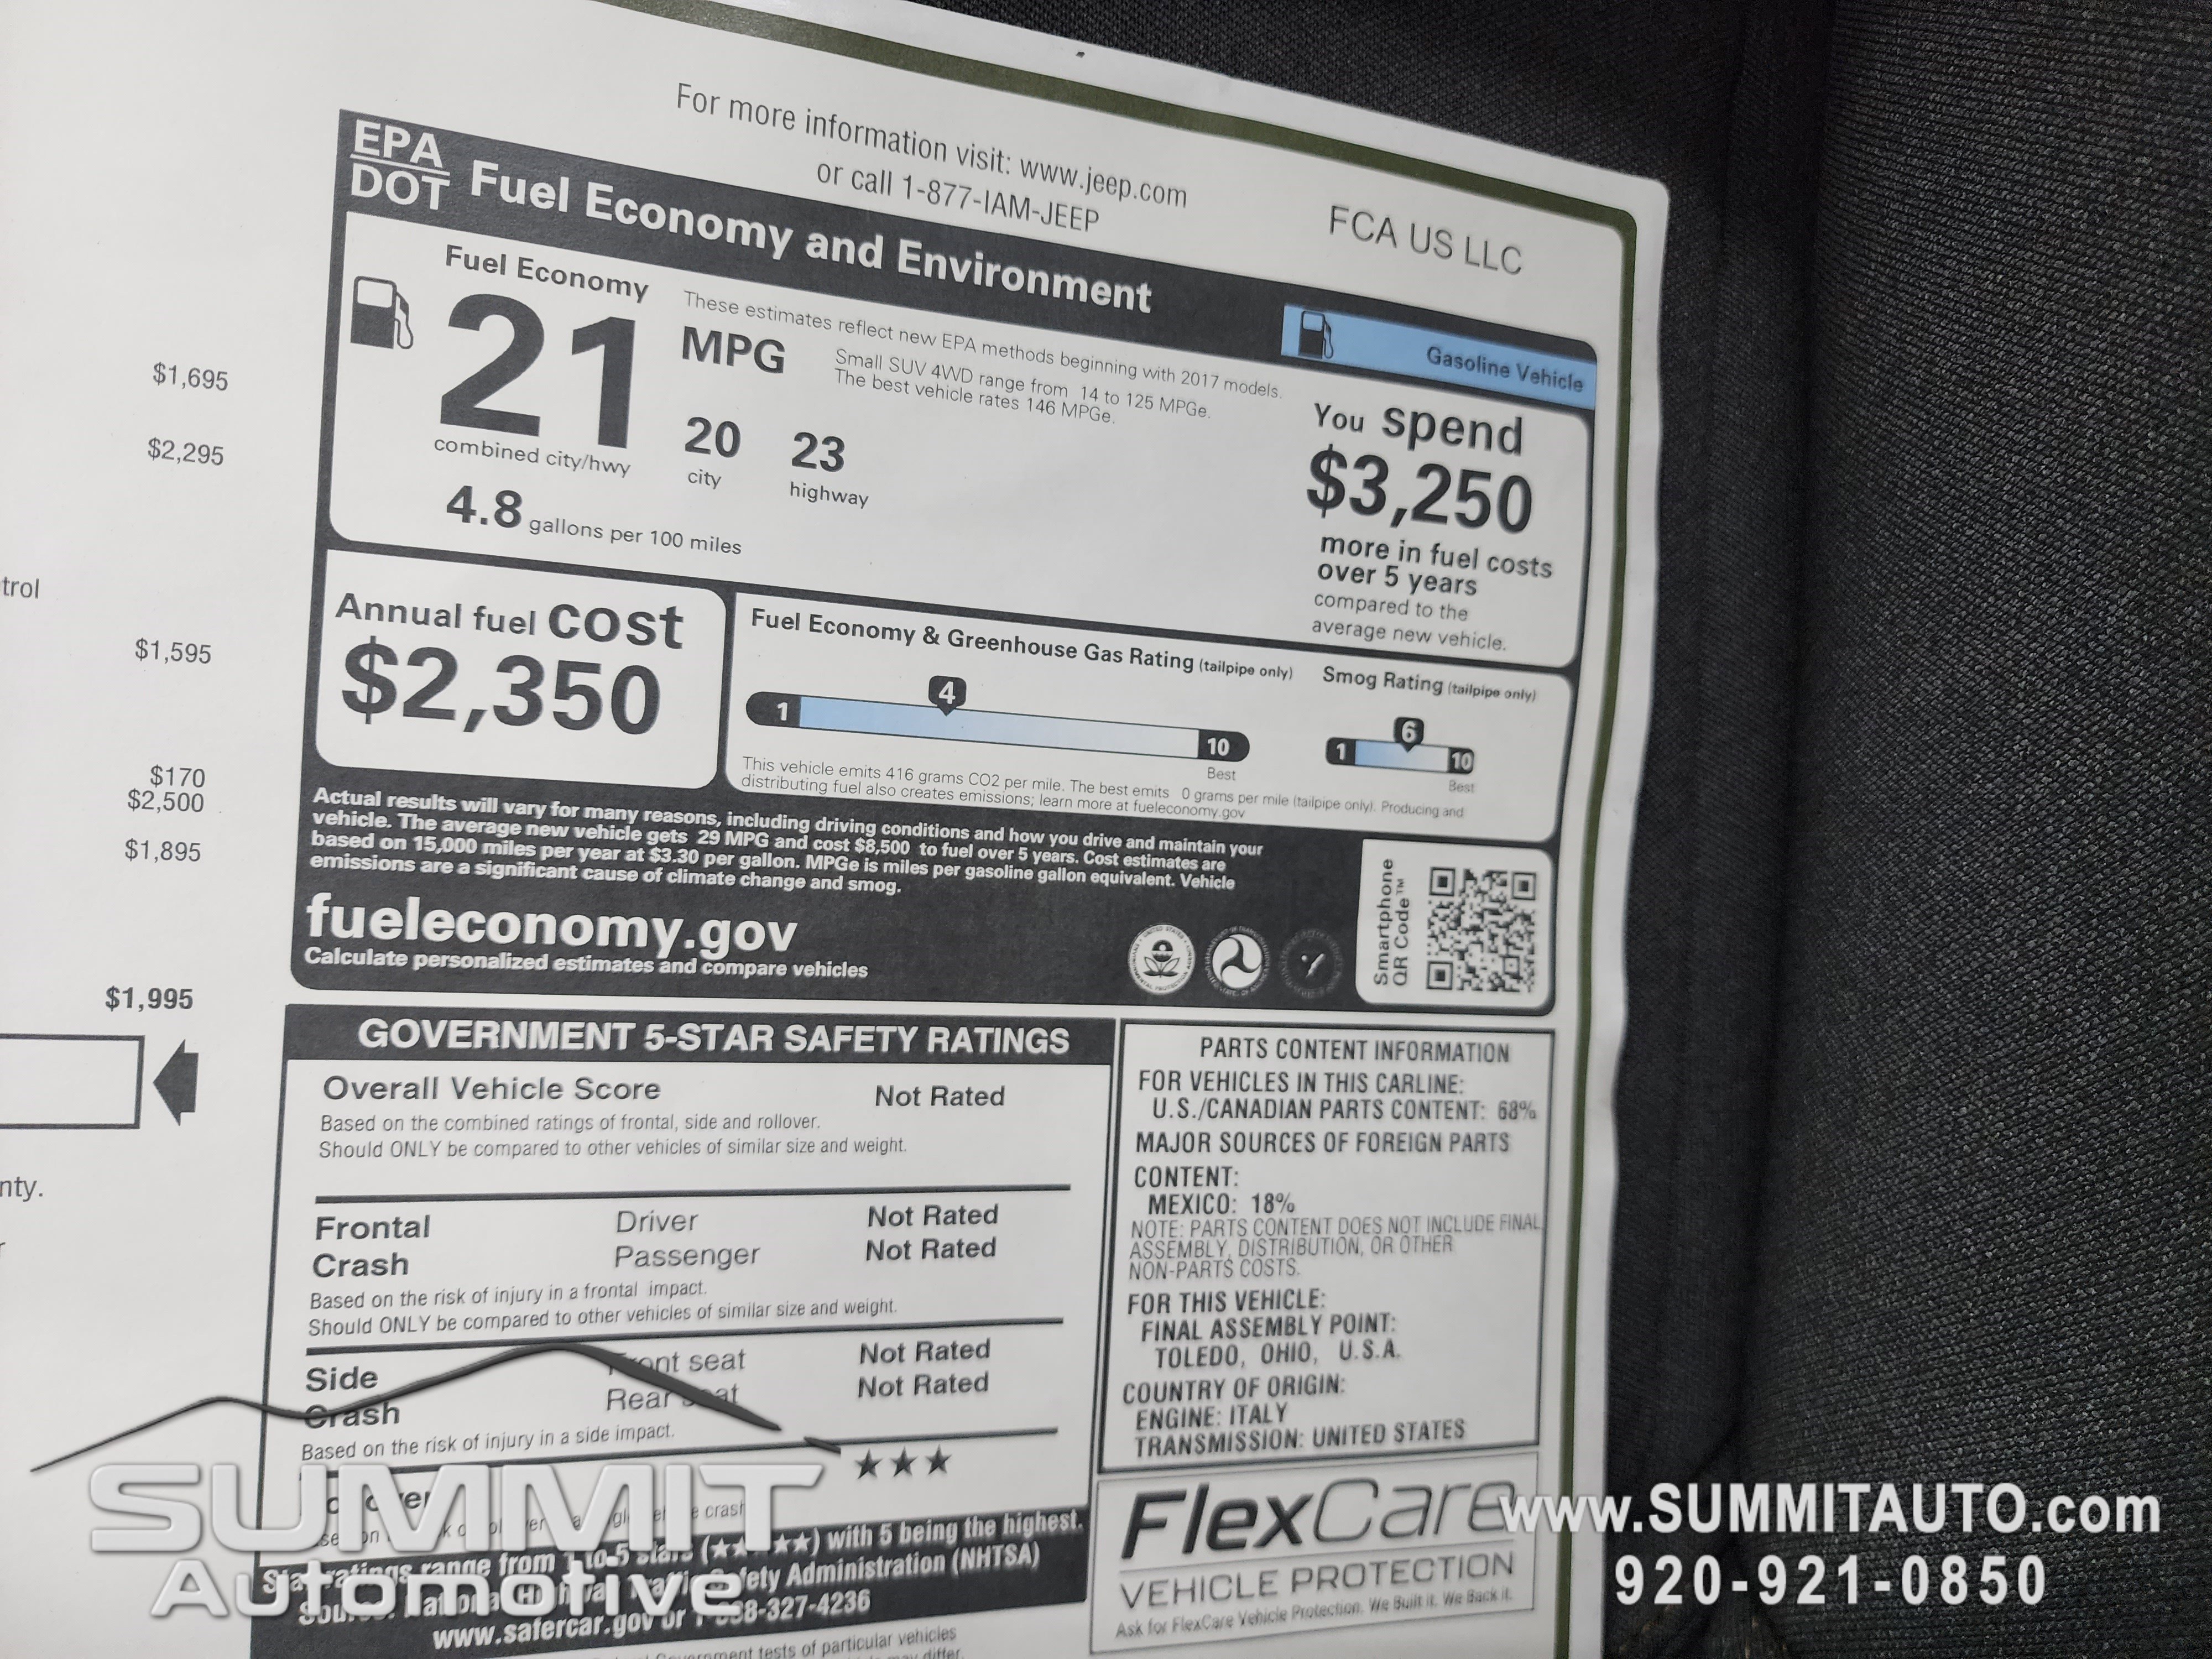 For more information visit: www.jeep.com
or call 1-877-IAM-JEEP
FCA US LLC
EPA
DOT
Fuel Economy and Environment
Gasoline Vehicle
Fuel Economy
21
MPG
These estimates reflect new EPA methods beginning with 2017 models.
Small SUV 4WD range from 14 to 125 MPGe.
The best vehicle rates 146 MPGe.
combined city/hwy
20
city
23
highway
4.8 gallons per 100 miles
You spend
$3,250
more in fuel costs
over 5 years
compared to the
average new vehicle.
Annual fuel cost
$2,350
Fuel Economy & Greenhouse Gas Rating (tailpipe only)
4
1
10
Best
Smog Rating (tailpipe only)
6
1
10
Best
This vehicle emits 416 grams CO2 per mile. The best emits 0 grams per mile (tailpipe only). Producing and
distributing fuel also creates emissions; learn more at fueleconomy.gov
Actual results will vary for many reasons, including driving conditions and how you drive and maintain your
vehicle. The average new vehicle gets 29 MPG and cost $8,500 to fuel over 5 years. Cost estimates are
based on 15,000 miles per year at $3.30 per gallon. MPGe is miles per gasoline gallon equivalent. Vehicle
emissions are a significant cause of climate change and smog.
fueleconomy.gov
Calculate personalized estimates and compare vehicles
Smartphone
QR Code™
$1,695
$2,295
trol
$1,595
$170
$2,500
$1,895
$1,995
nty.
GOVERNMENT 5-STAR SAFETY RATINGS
Overall Vehicle Score Not Rated
Based on the combined ratings of frontal, side and rollover.
Should ONLY be compared to other vehicles of similar size and weight.
Frontal Driver Not Rated
Crash Passenger Not Rated
Based on the risk of injury in a frontal impact.
Should ONLY be compared to other vehicles of similar size and weight.
Side Front seat Not Rated
Crash Rear seat Not Rated
Based on the risk of injury in a side impact.
★★★
with 5 being the highest.
Safety Administration (NHTSA)
www.safercar.gov or 1-888-327-4236
PARTS CONTENT INFORMATION
FOR VEHICLES IN THIS CARLINE:
U.S./CANADIAN PARTS CONTENT: 68%
MAJOR SOURCES OF FOREIGN PARTS
CONTENT:
MEXICO: 18%
NOTE: PARTS CONTENT DOES NOT INCLUDE FINAL
ASSEMBLY, DISTRIBUTION, OR OTHER
NON-PARTS COSTS.
FOR THIS VEHICLE:
FINAL ASSEMBLY POINT:
TOLEDO, OHIO, U.S.A.
COUNTRY OF ORIGIN:
ENGINE: ITALY
TRANSMISSION: UNITED STATES
FlexCare
VEHICLE PROTECTION
Ask for FlexCare Vehicle Protection. We Built it. We Back it.
SUMMIT
Automotive
www.SUMMITAUTO.com
920-921-0850